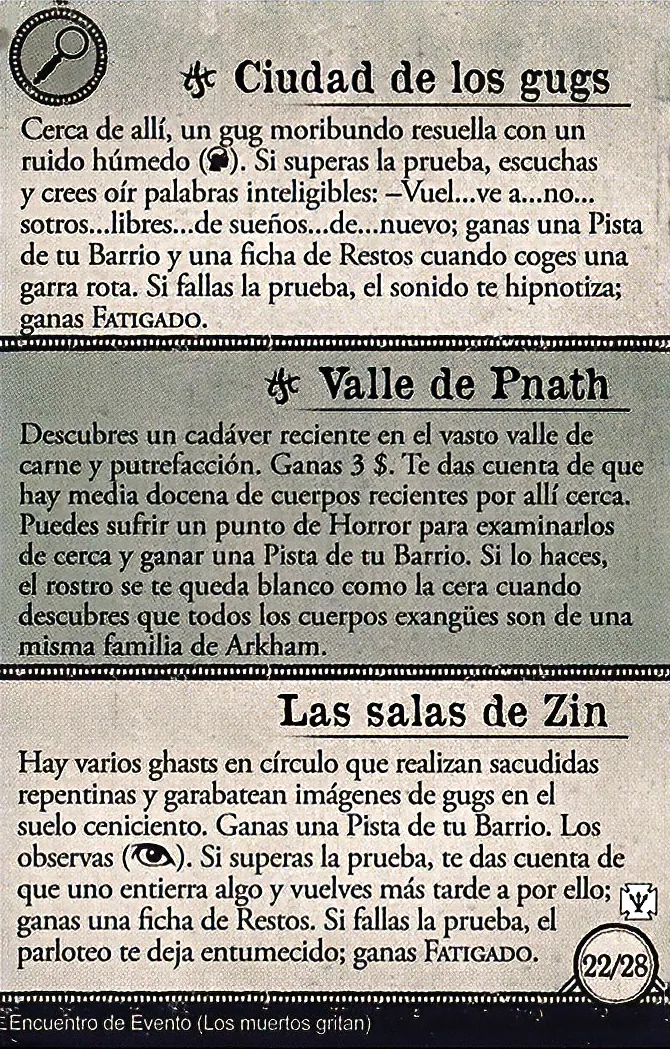 Ciudad de los gugs
Cerca de allí, un gug moribundo resuella con un
ruido húmedo (). Si superas la prueba, escuchas
y crees oír palabras inteligibles: –Vuel...ve a...no...
sotros...libres...de sueños...de...nuevo; ganas una Pista
de tu Barrio y una ficha de Restos cuando coges una
garra rota. Si fallas la prueba, el sonido te hipnotiza;
ganas FATIGADO.
Valle de Pnath
Descubres un cadáver reciente en el vasto valle de
carne y putrefacción. Ganas 3 $. Te das cuenta de que
hay media docena de cuerpos recientes por allí cerca.
Puedes sufrir un punto de Horror para examinarlos
de cerca y ganar una Pista de tu Barrio. Si lo haces,
el rostro se te queda blanco como la cera cuando
descubres que todos los cuerpos exangües son de una
misma familia de Arkham.
Las salas de Zin
Hay varios ghasts en círculo que realizan sacudidas
repentinas y garabatean imágenes de gugs en el
suelo ceniciento. Ganas una Pista de tu Barrio. Los
observas (). Si superas la prueba, te das cuenta de
que uno entierra algo y vuelves más tarde a por ello;
ganas una ficha de Restos. Si fallas la prueba, el
parloteo te deja entumecido; ganas FATIGADO.
22/28
Encuentro de Evento (Los muertos gritan)